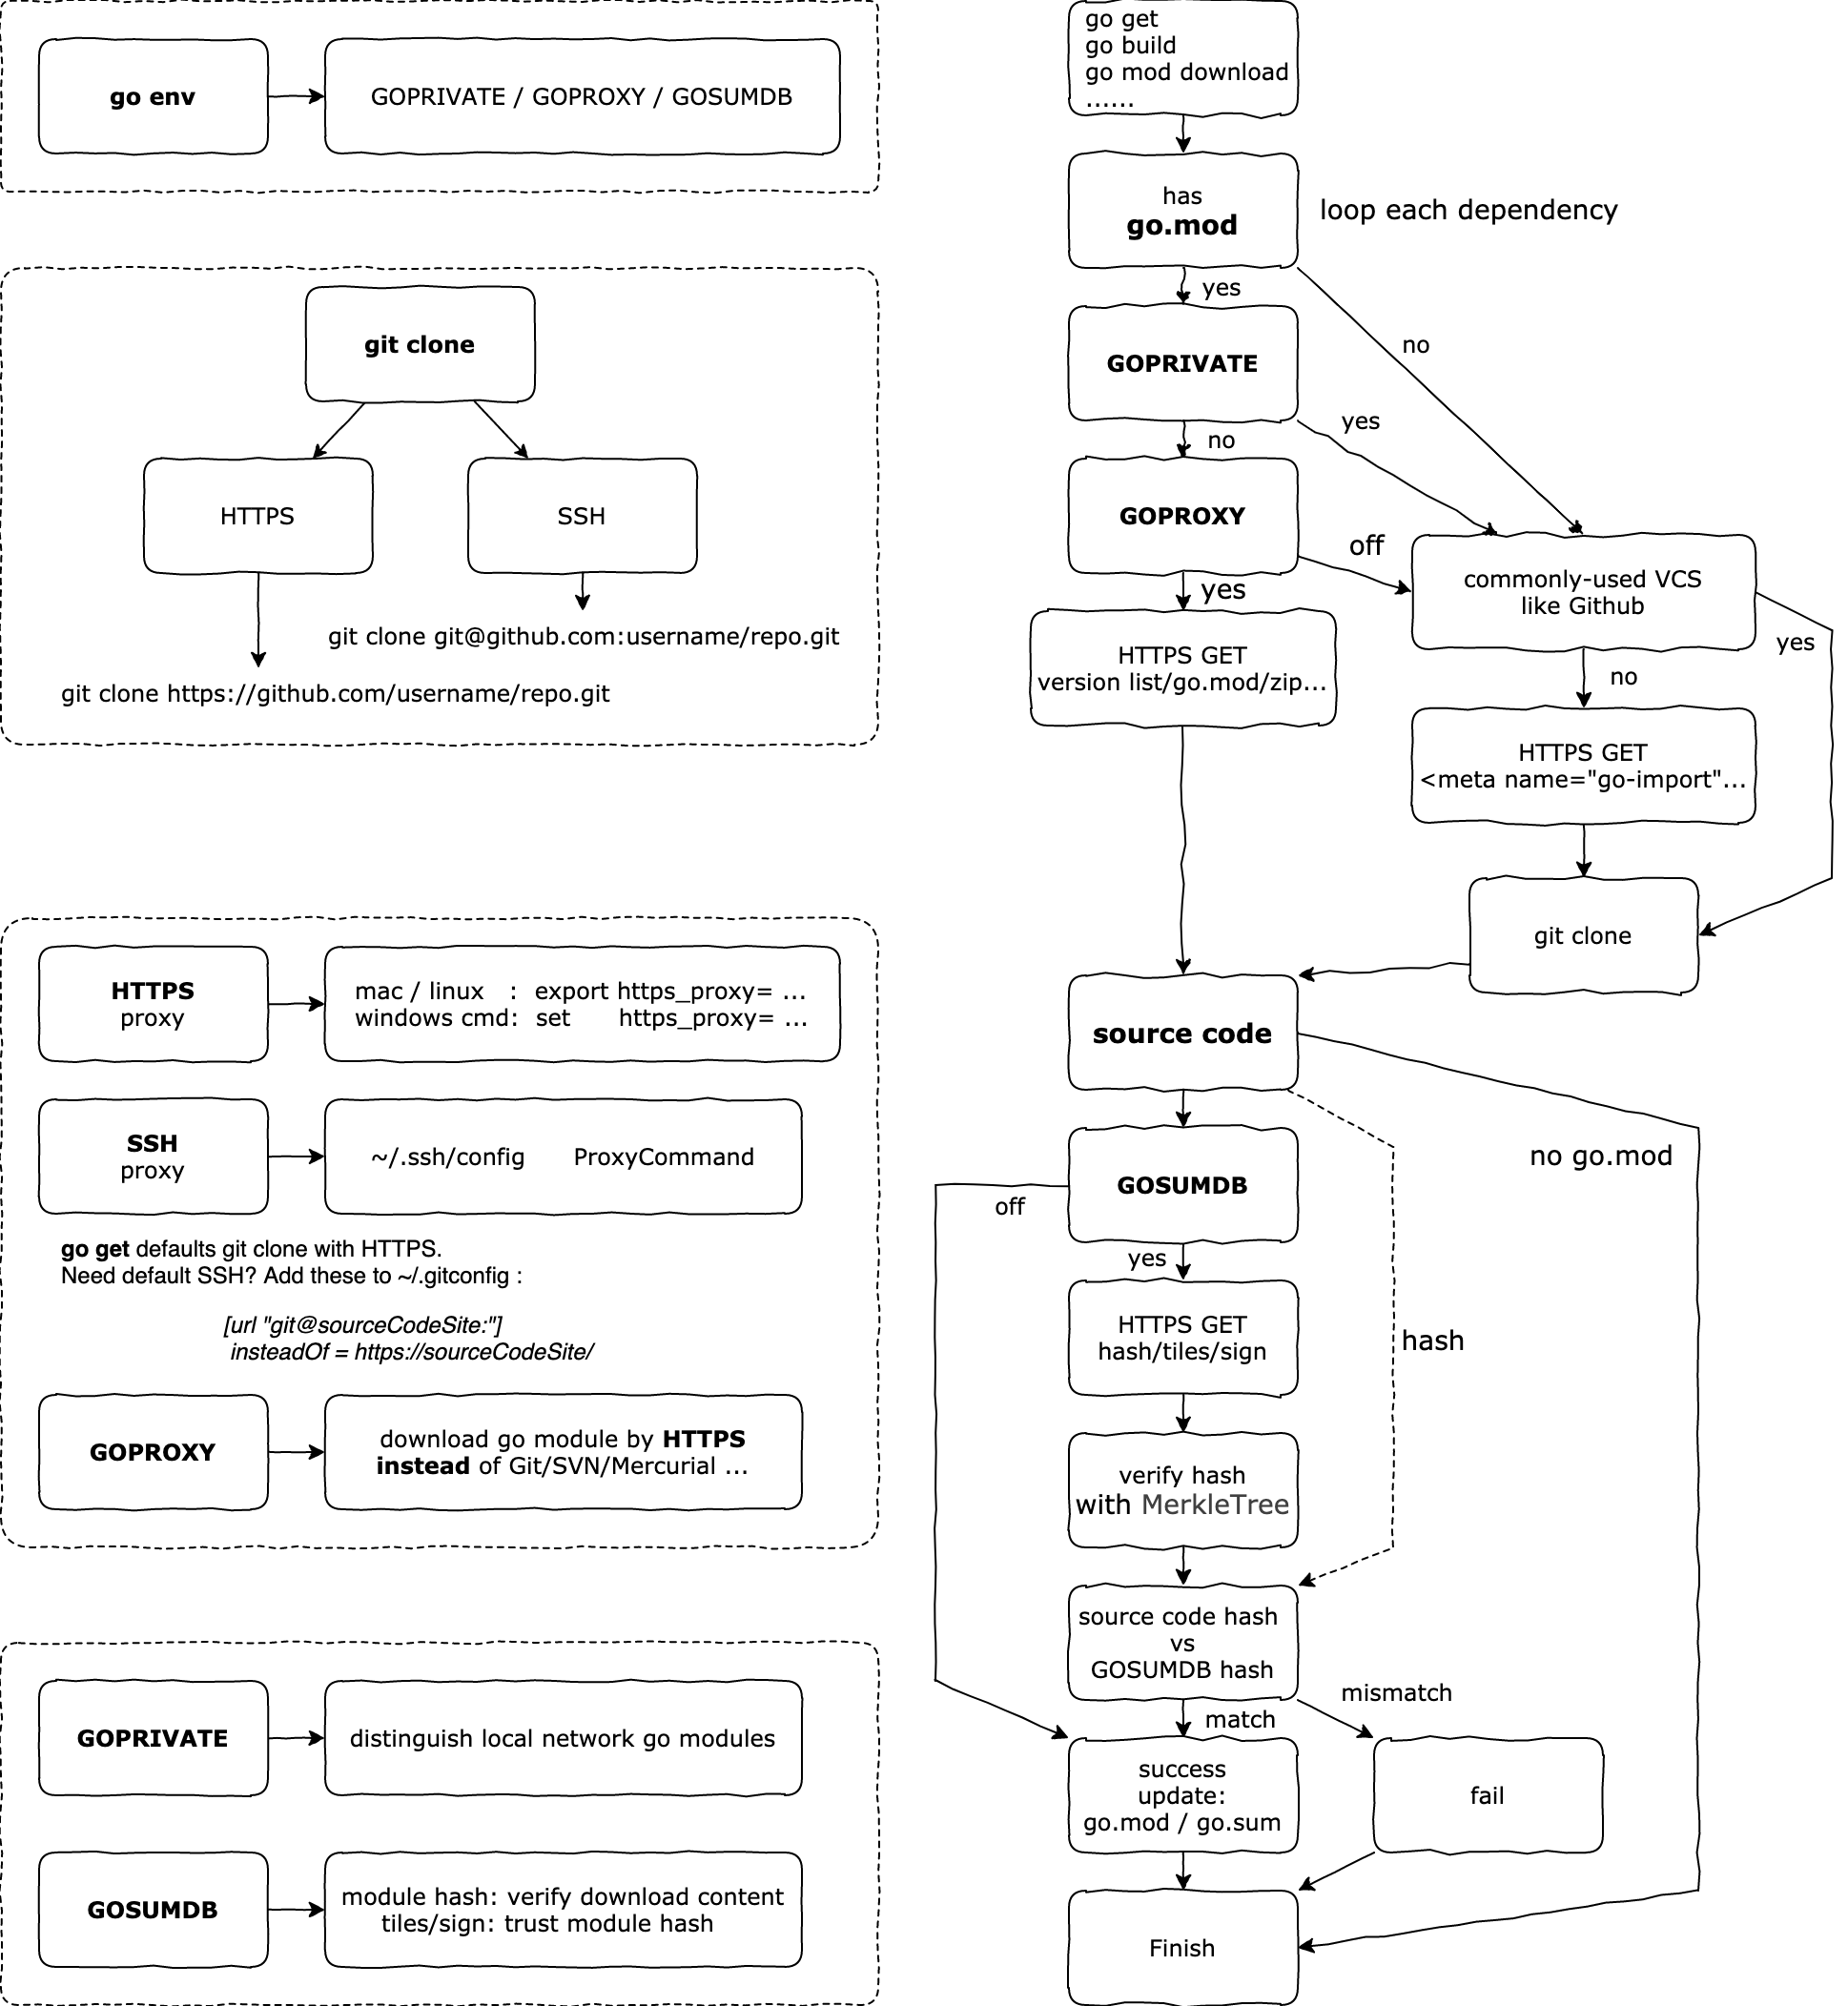 go env
GOPRIVATE / GOPROXY / GOSUMDB
git clone
HTTPS
SSH
git clone git@github.com:username/repo.git
git clone https://github.com/username/repo.git
HTTPS
proxy
mac / linux : export https_proxy= ...
windows cmd: set https_proxy= ...
SSH
proxy
~/.ssh/config ProxyCommand
go get defaults git clone with HTTPS.
Need default SSH? Add these to ~/.gitconfig :
[url "git@sourceCodeSite:"]
insteadOf = https://sourceCodeSite/
GOPROXY
download go module by HTTPS
instead of Git/SVN/Mercurial ...
GOPRIVATE
distinguish local network go modules
GOSUMDB
module hash: verify download content
tiles/sign: trust module hash
go get
go build
go mod download
......
has
go.mod
loop each dependency
yes
no
GOPRIVATE
yes
no
GOPROXY
off
yes
commonly-used VCS
like Github
yes
no
HTTPS GET
version list/go.mod/zip...
HTTPS GET
<meta name="go-import"...
git clone
source code
no go.mod
GOSUMDB
off
yes
HTTPS GET
hash/tiles/sign
hash
verify hash
with MerkleTree
source code hash
vs
GOSUMDB hash
mismatch
match
success
update:
go.mod / go.sum
fail
Finish